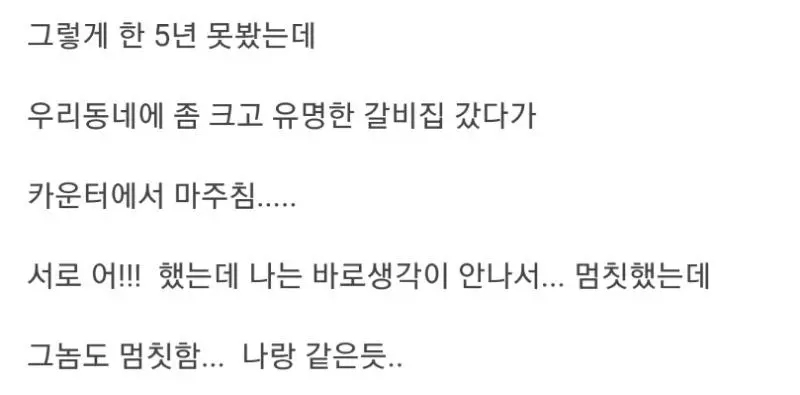 그렇게 한 5년 못봤는데
우리동네에 좀 크고 유명한 갈비집 갔다가
카운터에서 마주침.....
서로 어!!!  했는데 나는 바로생각이 안나서... 멈칫했는데
그놈도 멈칫함...  나랑 같은듯..